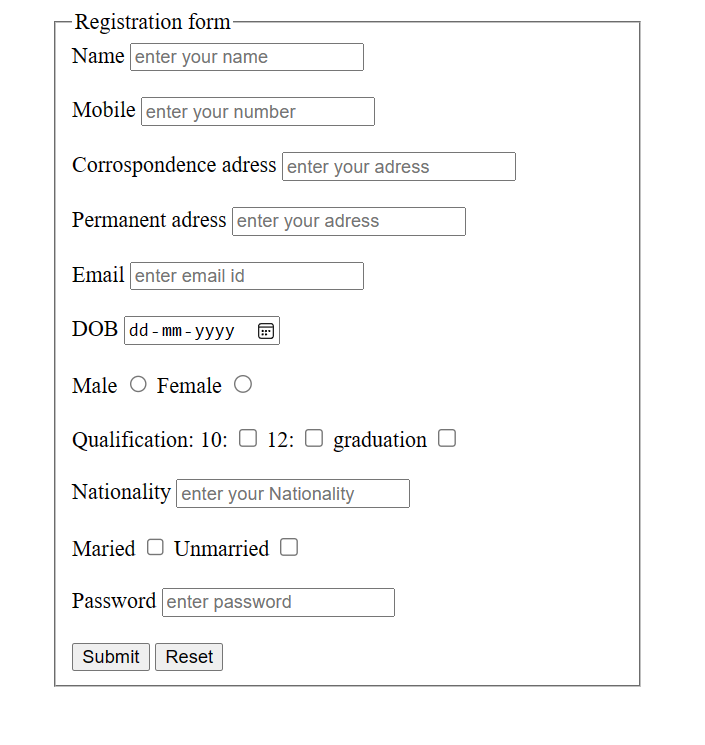 Registration form
Name enter your name
Mobile enter your number
Corrospondence adress enter your adress
Permanent adress enter your adress
Email enter email id
DOB dd-mm-yyyy
Male Female
Qualification: 10: 12: graduation
Nationality enter your Nationality
Maried Unmarried
Password enter password
Submit Reset